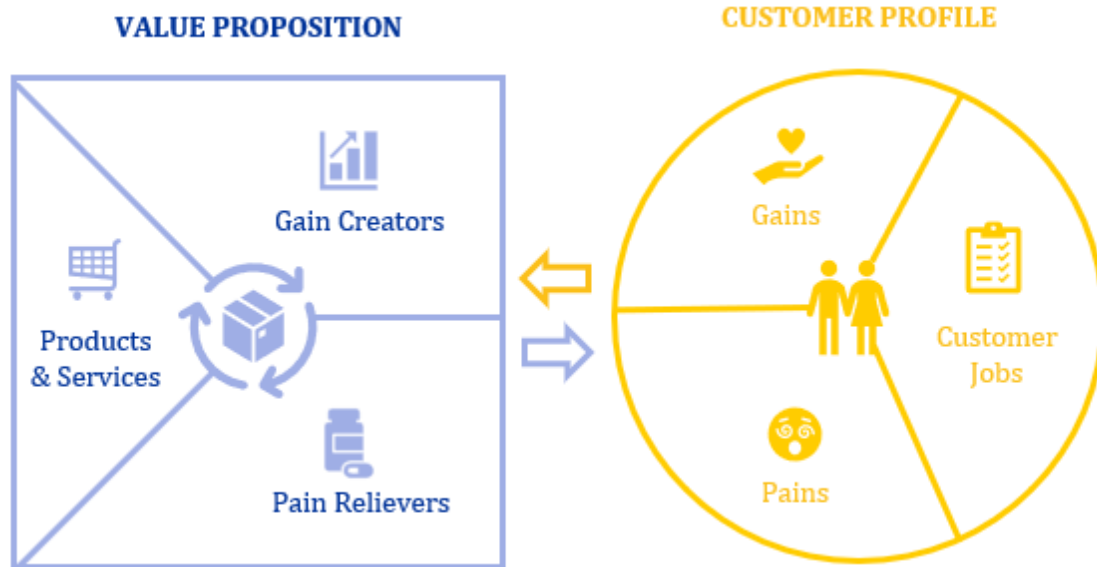 VALUE PROPOSITION
CUSTOMER PROFILE
Gain Creators
Products
& Services
Pain Relievers
Gains
Customer
Jobs
Pains